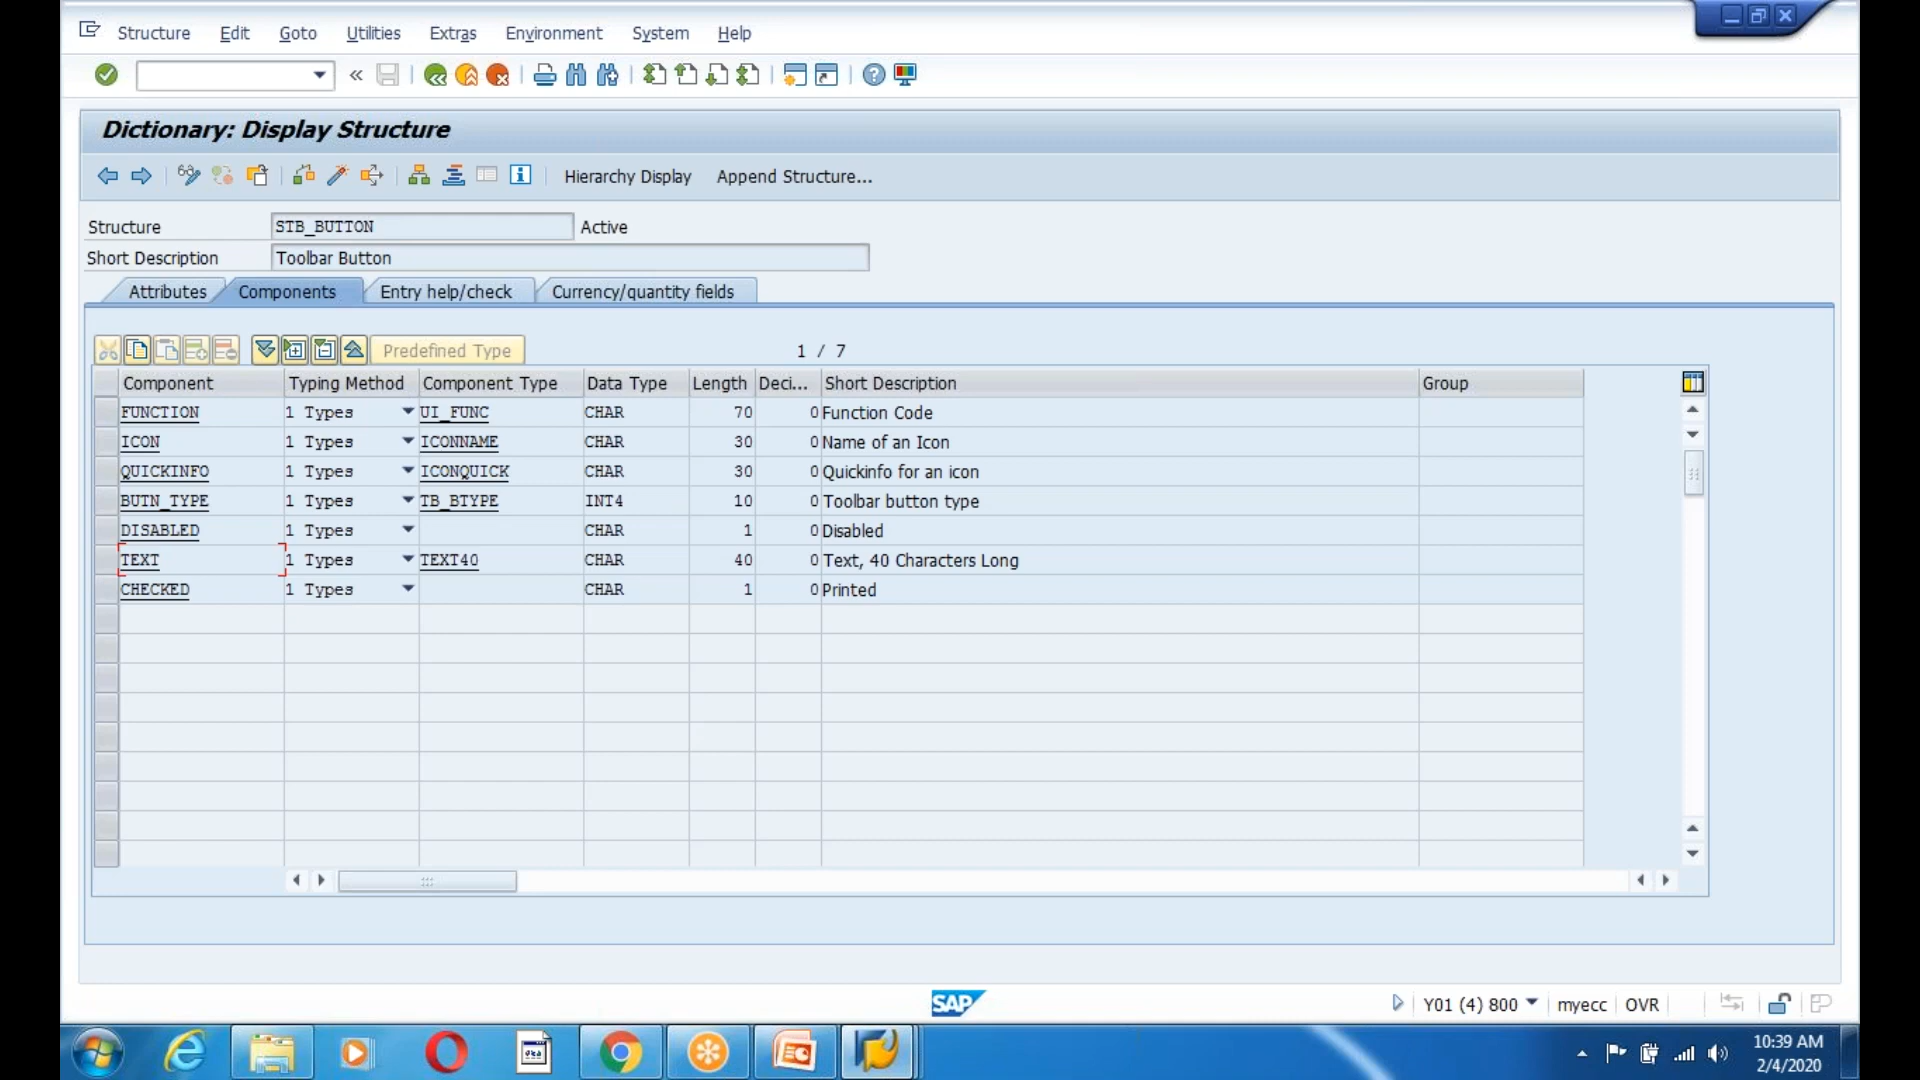 Structure Edit Goto Utilities Extras Environment System Help
Dictionary: Display Structure
Hierarchy Display Append Structure...
Structure STB_BUTTON Active
Short Description Toolbar Button
Attributes Components Entry help/check Currency/quantity fields
Predefined Type 1 / 7
Component Typing Method Component Type Data Type Length Deci... Short Description Group
FUNCTION 1 Types UI_FUNC CHAR 70 0 Function Code
ICON 1 Types ICONNAME CHAR 30 0 Name of an Icon
QUICKINFO 1 Types ICONQUICK CHAR 30 0 Quickinfo for an icon
BUTN_TYPE 1 Types TB_BTYPE INT4 10 0 Toolbar button type
DISABLED 1 Types CHAR 1 0 Disabled
TEXT 1 Types TEXT40 CHAR 40 0 Text, 40 Characters Long
CHECKED 1 Types CHAR 1 0 Printed
SAP Y01 (4) 800 myecc OVR
10:39 AM
2/4/2020